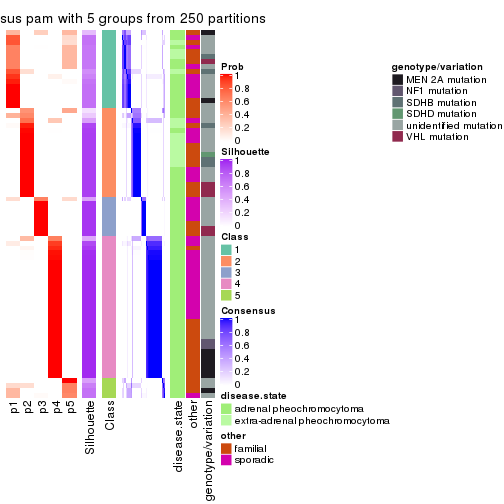 sus pam with 5 groups from 250 partitions
Prob
1
0.8
0.6
0.4
0.2
0
Silhouette
1
0.8
0.6
0.4
0.2
0
Class
1
2
3
4
5
Consensus
1
0.8
0.6
0.4
0.2
0
disease.state
adrenal pheochromocytoma
extra-adrenal pheochromocytoma
other
familial
sporadic
genotype/variation
MEN 2A mutation
NF1 mutation
SDHB mutation
SDHD mutation
unidentified mutation
VHL mutation
p1
p2
p3
p4
p5
Silhouette
Class
disease.state
other
genotype/variation